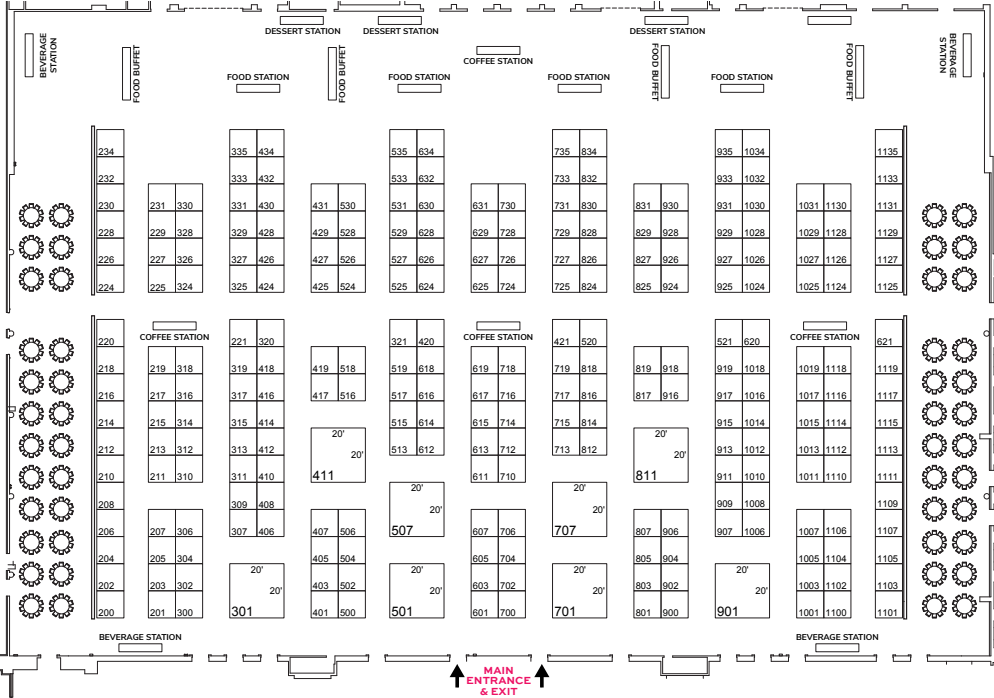 DESSERT STATION DESSERT STATION DESSERT STATION
BEVERAGE
STATION
FOOD BUFFET
FOOD BUFFET
COFFEE STATION
FOOD BUFFET
FOOD BUFFET
BEVERAGE
STATION
FOOD STATION FOOD STATION FOOD STATION FOOD STATION
234 335 434 535 634 735 834 935 1034 1135
232 333 432 533 632 733 832 933 1032 1133
230 231 330 331 430 431 530 531 630 631 730 731 830 831 930 931 1030 1031 1130 1131
228 229 328 329 428 429 528 529 628 629 728 729 828 829 928 929 1028 1029 1128 1129
226 227 326 327 426 427 526 527 626 627 726 727 826 827 926 927 1026 1027 1126 1127
224 225 324 325 424 425 524 525 624 625 724 725 824 825 924 925 1024 1025 1124 1125
220 COFFEE STATION 221 320 321 420 COFFEE STATION 421 520 521 620 COFFEE STATION 621
218 219 318 319 418 419 518 519 618 619 718 719 818 819 918 919 1018 1019 1118 1119
216 217 316 317 416 417 516 517 616 617 716 717 816 817 916 917 1016 1017 1116 1117
214 215 314 315 414 515 614 615 714 715 814 915 1014 1015 1114 1115
20' 20'
212 213 312 313 412 20' 513 612 613 712 713 812 20' 913 1012 1013 1112 1113
210 211 310 311 410 411 611 710 811 911 1010 1011 1110 1111
20' 20'
208 309 408 20' 20' 909 1008 1109
206 207 306 307 406 407 506 507 607 706 707 807 906 907 1006 1007 1106 1107
204 205 304 405 504 605 704 805 904 1005 1104 1105
20' 20' 20' 20'
202 203 302 20' 403 502 20' 603 702 20' 803 902 20' 1003 1102 1103
200 201 300 301 401 500 501 601 700 701 801 900 901 1001 1100 1101
BEVERAGE STATION BEVERAGE STATION
MAIN
ENTRANCE
& EXIT